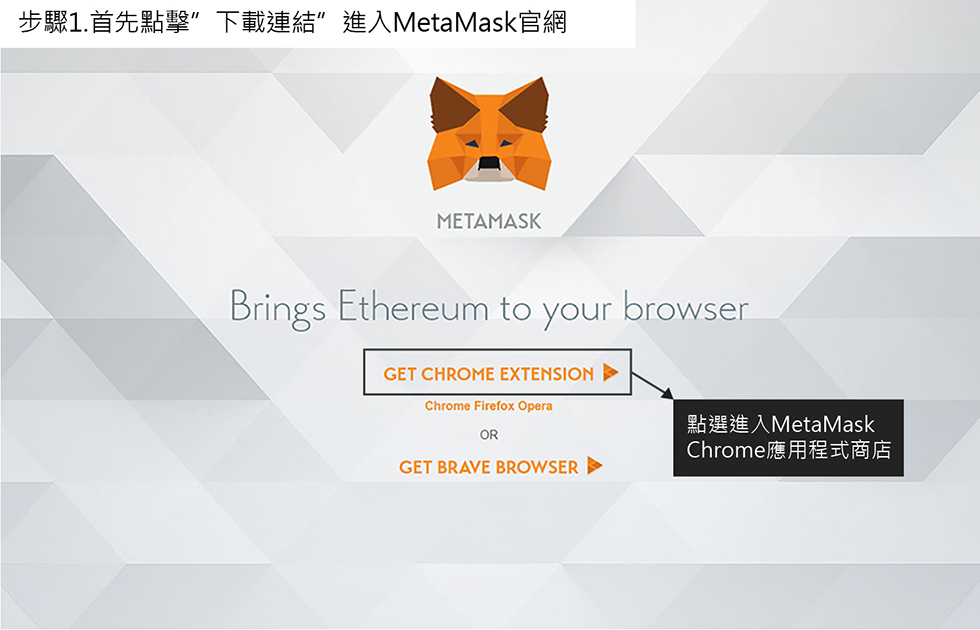 步驟1.首先點擊”下載連結”進入MetaMask官網
METAMASK
Brings Ethereum to your browser
GET CHROME EXTENSION
Chrome Firefox Opera
OR
GET BRAVE BROWSER
點選進入MetaMask
Chrome應用程式商店